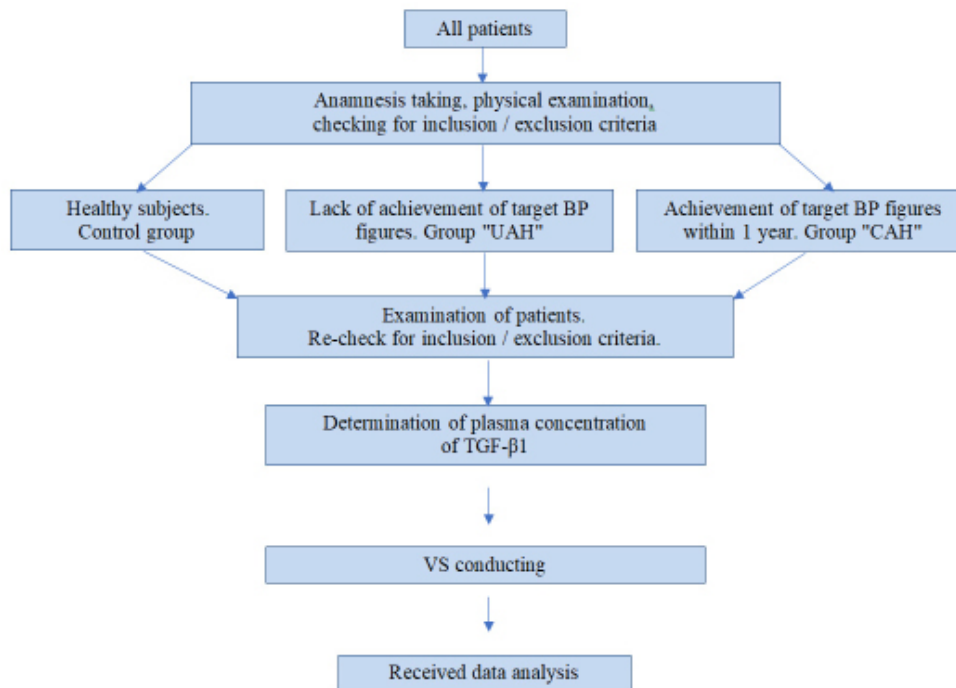 All patients
Anamnesis taking, physical examination,
checking for inclusion / exclusion criteria
Healthy subjects.
Control group
Lack of achievement of target BP
figures. Group "UAH"
Achievement of target BP figures
within 1 year. Group "CAH"
Examination of patients.
Re-check for inclusion / exclusion criteria.
Determination of plasma concentration
of TGF-β1
VS conducting
Received data analysis